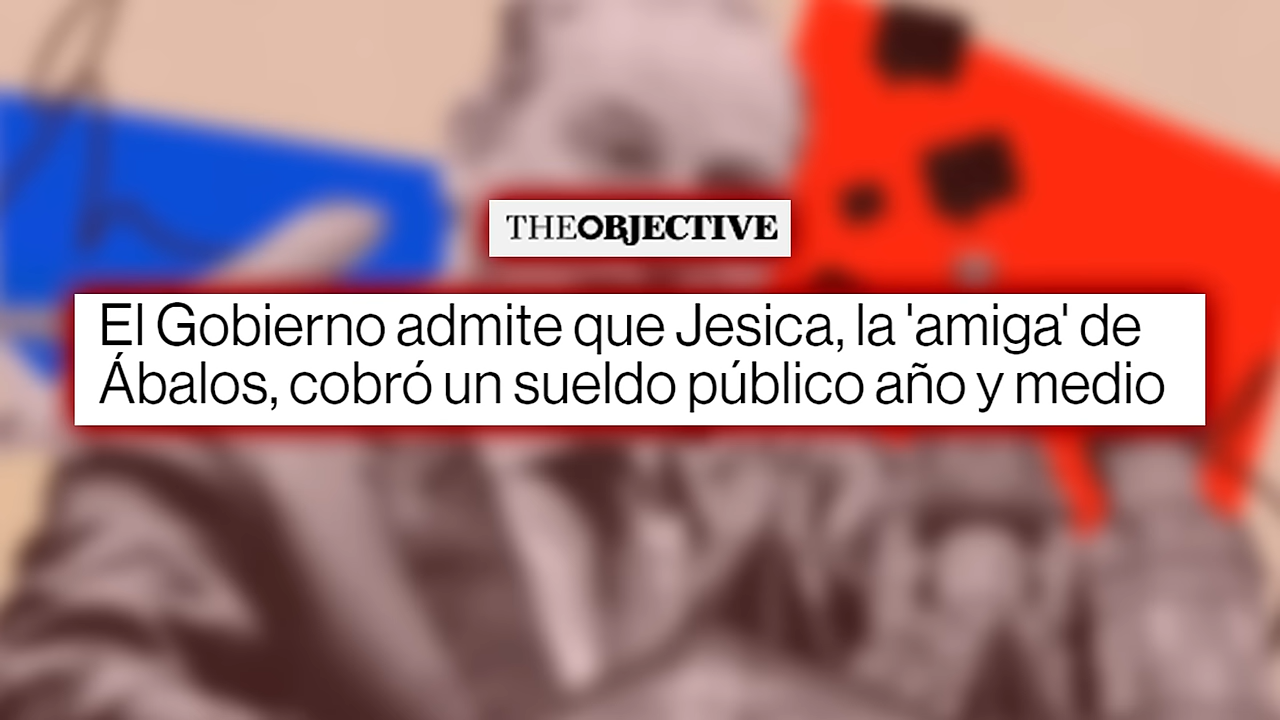 THEOBJECTIVE
El Gobierno admite que Jesica, la 'amiga' de
Ábalos, cobró un sueldo público año y medio